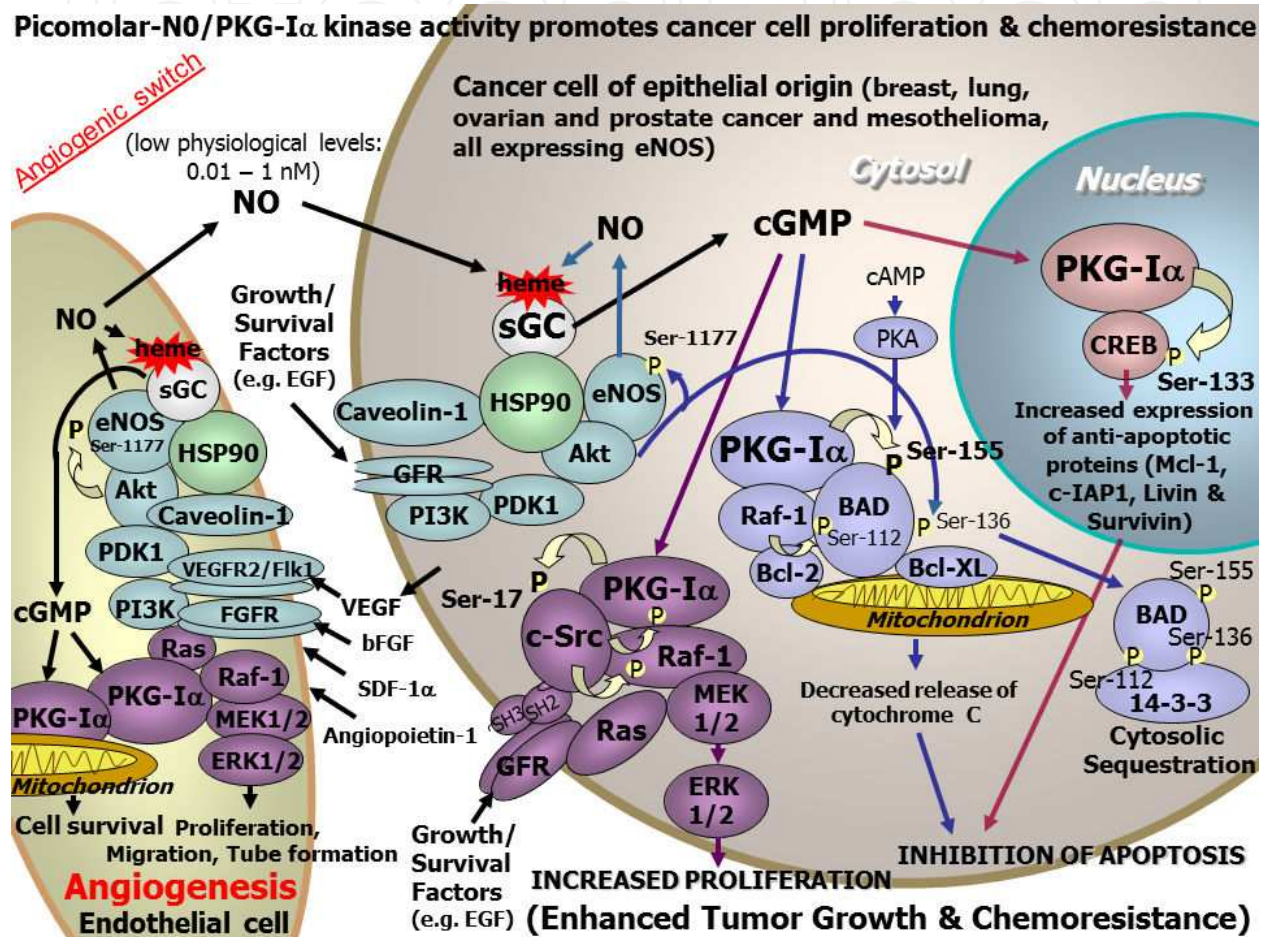 Picomolar-N0/PKG-Iα kinase activity promotes cancer cell proliferation & chemoresistance
Angiogenic switch
(low physiological levels:
0.01 – 1 nM)
NO
Cancer cell of epithelial origin (breast, lung,
ovarian and prostate cancer and mesothelioma,
all expressing eNOS)
Cytosol
Nucleus
NO
heme
sGC
eNOS
Ser-1177
P
HSP90
Akt
Caveolin-1
PDK1
VEGFR2/Flk1
PI3K
FGFR
cGMP
Ras
PKG-Iα
PKG-Iα
Raf-1
MEK1/2
ERK1/2
Mitochondrion
Cell survival
Proliferation,
Migration, Tube formation
Angiogenesis
Endothelial cell
VEGF
bFGF
SDF-1α
Angiopoietin-1
Growth/
Survival
Factors
(e.g. EGF)
NO
heme
sGC
HSP90
eNOS
P
Ser-1177
Caveolin-1
Akt
GFR
PI3K
PDK1
cGMP
cAMP
PKA
PKG-Iα
P
Ser-155
Raf-1
BAD
P
Ser-112
P
Ser-136
Bcl-2
Bcl-XL
Mitochondrion
Decreased release of
cytochrome C
PKG-Iα
CREB
P
Ser-133
Increased expression
of anti-apoptotic
proteins (Mcl-1,
c-IAP1, Livin &
Survivin)
Ser-155
P
BAD
Ser-136
P
P
Ser-112
14-3-3
Cytosolic
Sequestration
Ser-17
P
PKG-Iα
P
c-Src
P
Raf-1
SH3
SH2
MEK
1/2
Ras
GFR
ERK
1/2
Growth/
Survival
Factors
(e.g. EGF)
INHIBITION OF APOPTOSIS
INCREASED PROLIFERATION
(Enhanced Tumor Growth & Chemoresistance)